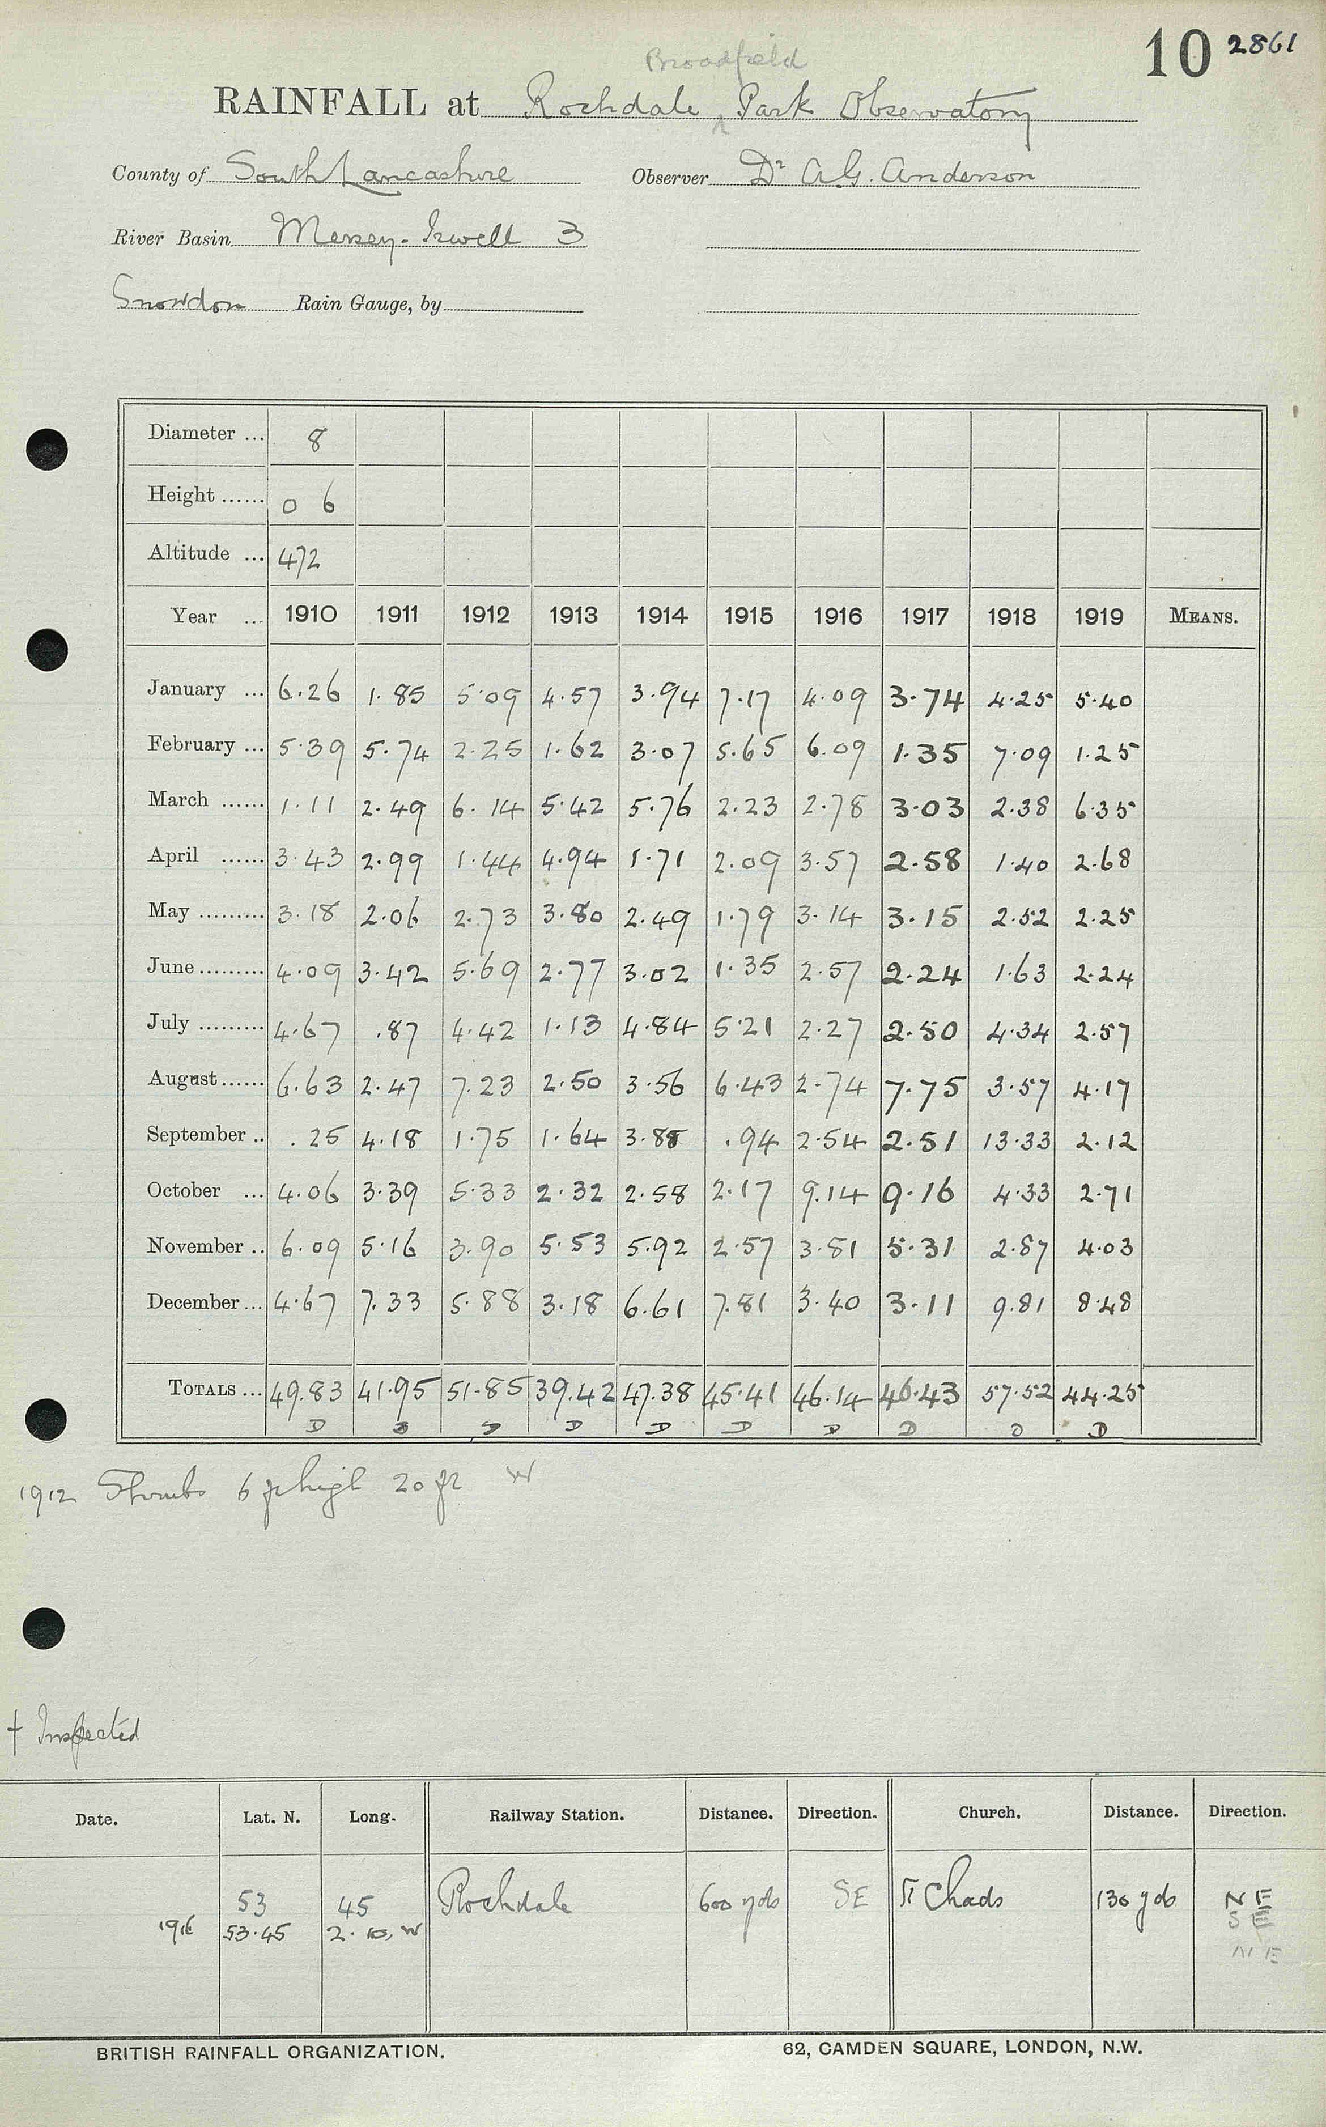 10 2861
Broadfield
RAINFALL at Rochdale ^ Park Observatory
County of South Lancashire Observer Dr A.G. Anderson
River Basin Mersey-Irwell 3
Snowdon Rain Gauge, by
Diameter ... 8
Height ...... 0 6
Altitude ... 472
Year ... 1910 1911 1912 1913 1914 1915 1916 1917 1918 1919 MEANS.
January ... 6.26 1.85 5.09 4.57 3.94 7.17 4.09 3.74 4.25 5.40
February ... 5.39 5.74 2.25 1.62 3.07 5.65 6.09 1.35 7.09 1.25
March ...... 1.11 2.49 6.14 5.42 5.76 2.23 2.78 3.03 2.38 6.35
April ...... 3.43 2.99 1.44 4.94 1.71 2.09 3.57 2.58 1.40 2.68
May ......... 3.18 2.06 2.73 3.80 2.49 1.79 3.14 3.15 2.52 2.25
June ......... 4.09 3.42 5.69 2.77 3.02 1.35 2.57 2.24 1.63 2.24
July ......... 4.67 .87 4.42 1.13 4.84 5.21 2.27 2.50 4.34 2.57
August ...... 6.63 2.47 7.23 2.50 3.56 6.43 2.74 7.75 3.57 4.17
September .. .25 4.18 1.75 1.64 3.88 .94 2.54 2.51 13.33 2.12
October ... 4.06 3.39 5.33 2.32 2.58 2.17 9.14 9.16 4.33 2.71
November .. 6.09 5.16 3.90 5.53 5.92 2.57 3.81 5.31 2.87 4.03
December ... 4.67 7.33 5.88 3.18 6.61 7.81 3.40 3.11 9.81 8.48
TOTALS ... 49.83 41.95 51.85 39.42 47.38 45.41 46.14 46.43 57.52 44.25
D D D D D D D D D D
1912 Shrubs 6 ft high 20 ft W
† Inspected
Date. Lat. N. Long. Railway Station. Distance. Direction. Church. Distance. Direction.
53 45 Rochdale 600 yds SE St Chads 130 yds NE
1916 53.45 2.10. W SE
NE
BRITISH RAINFALL ORGANIZATION. 62, CAMDEN SQUARE, LONDON, N.W.